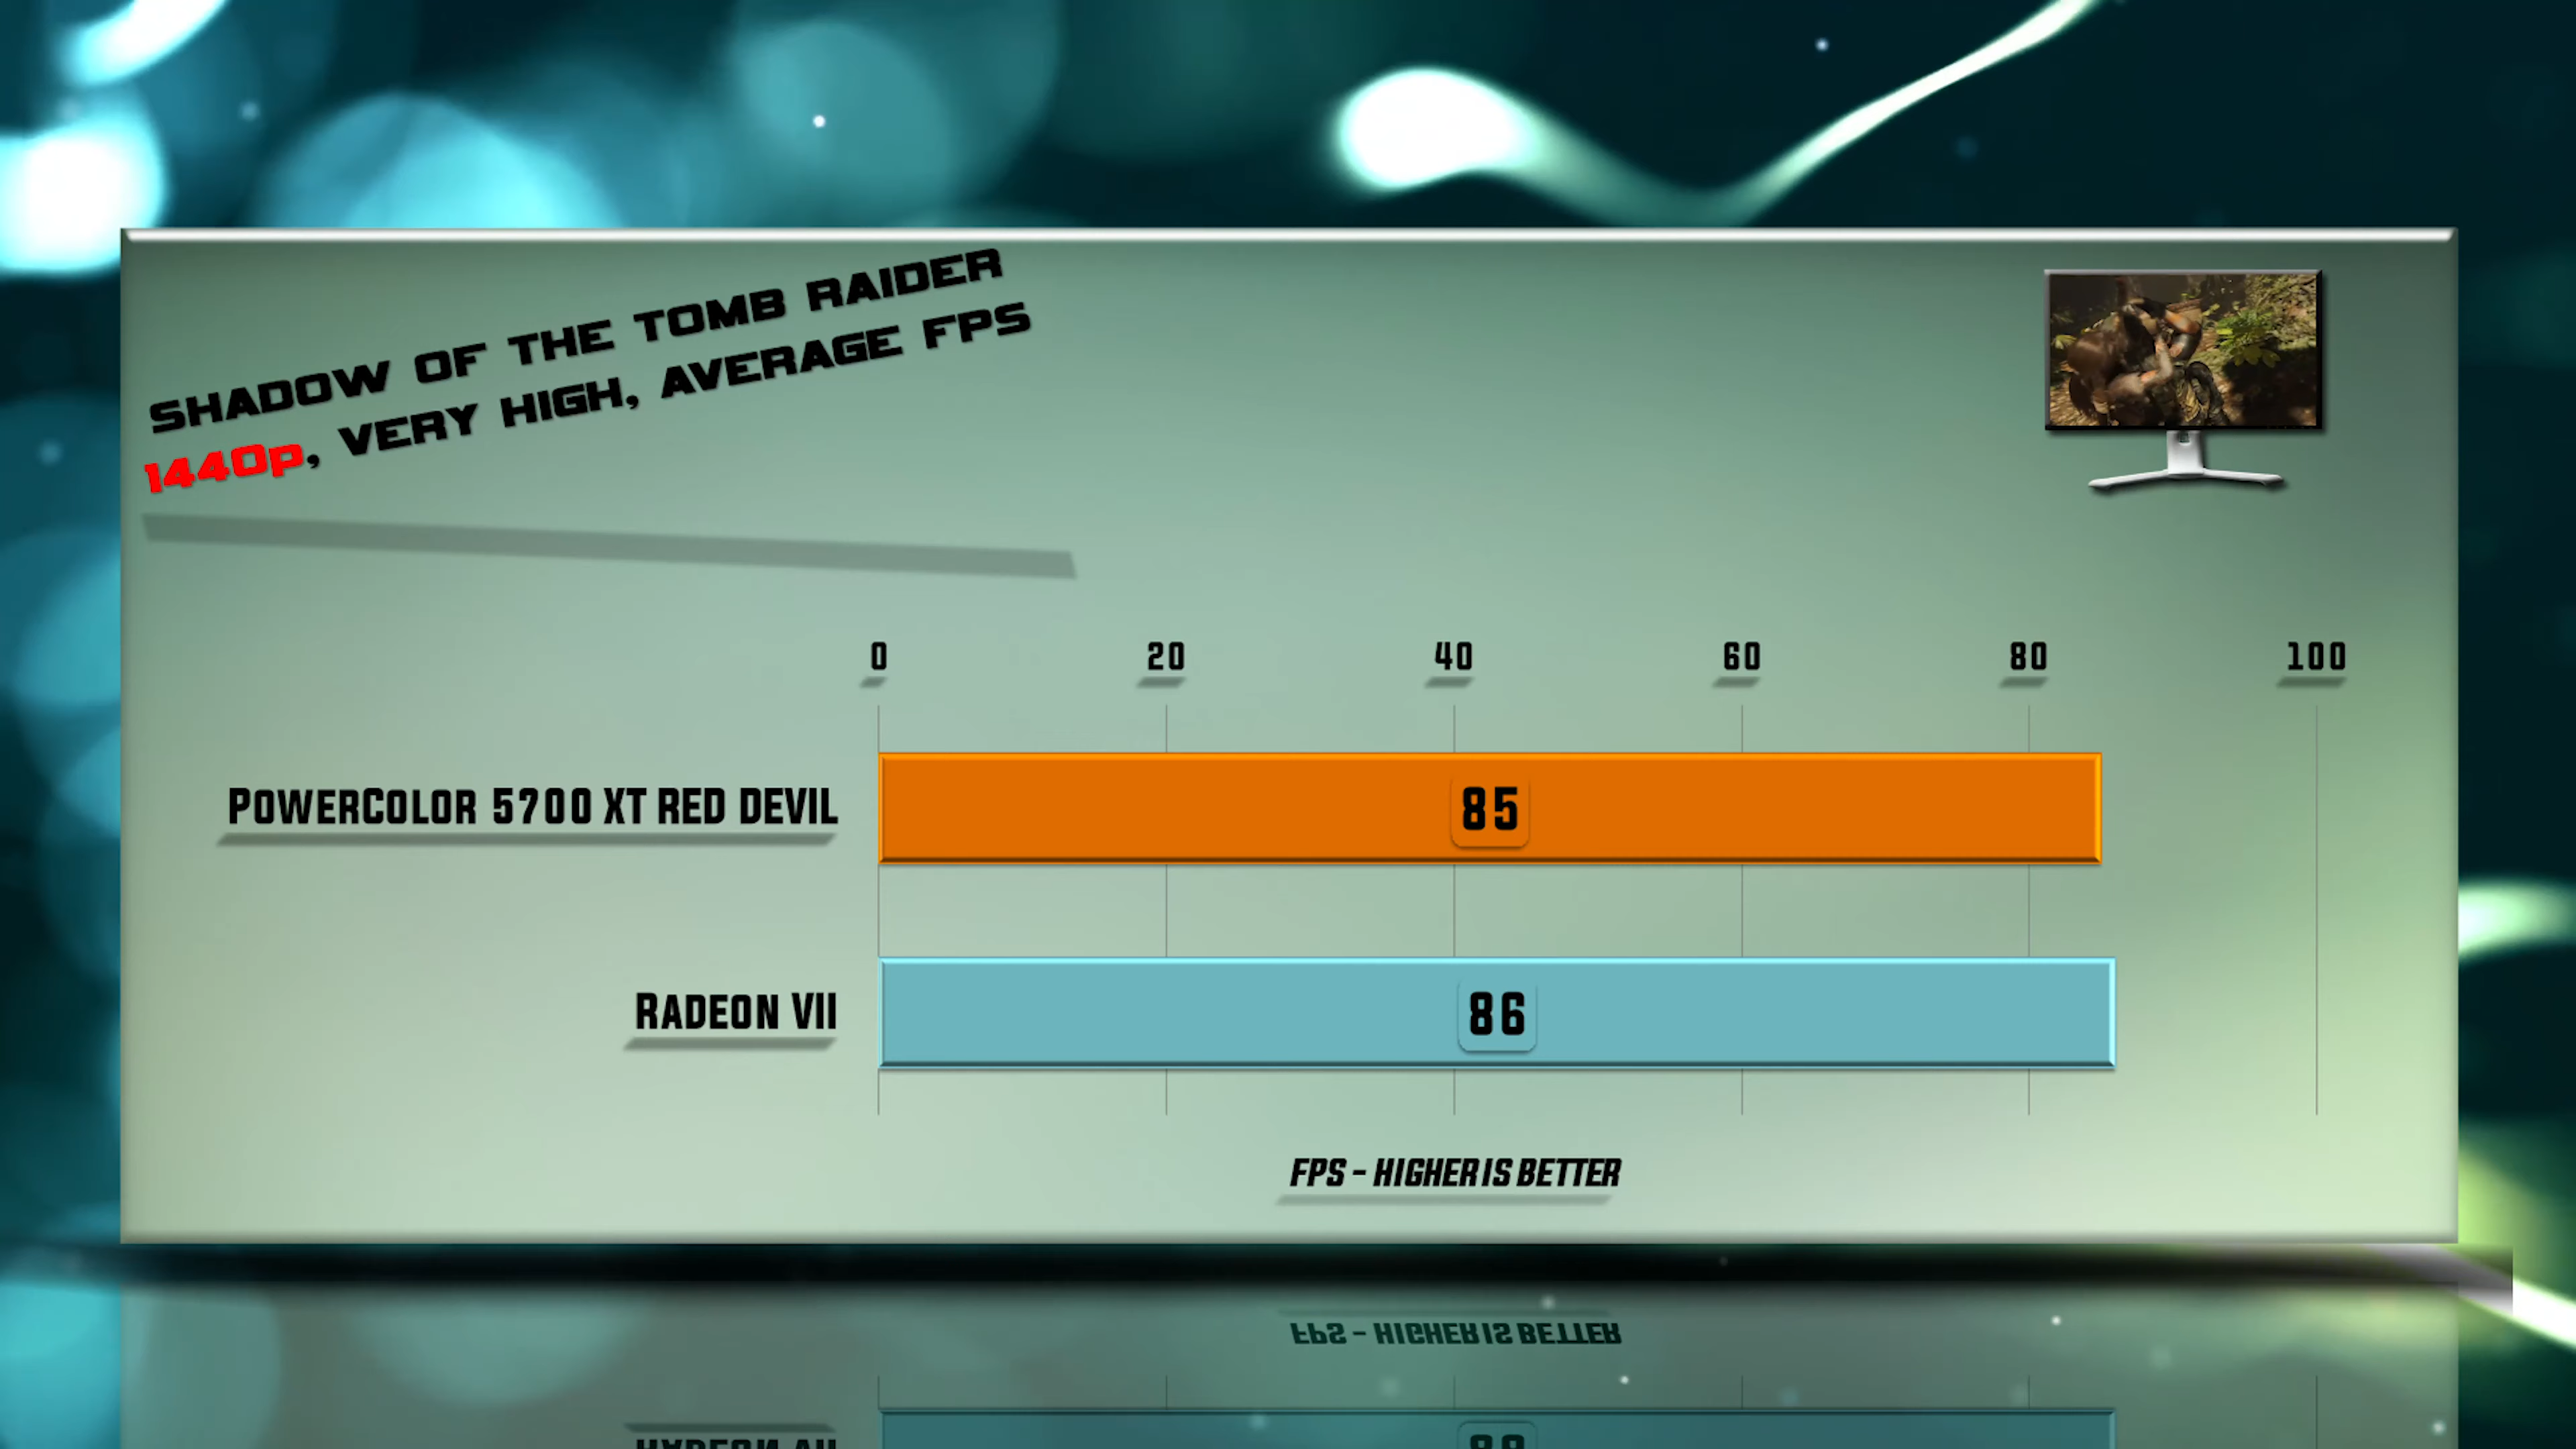 SHADOW OF THE TOMB RAIDER
1440p, VERY HIGH, AVERAGE FPS
0 20 40 60 80 100
POWERCOLOR 5700 XT RED DEVIL 85
RADEON VII 86
FPS - HIGHER IS BETTER